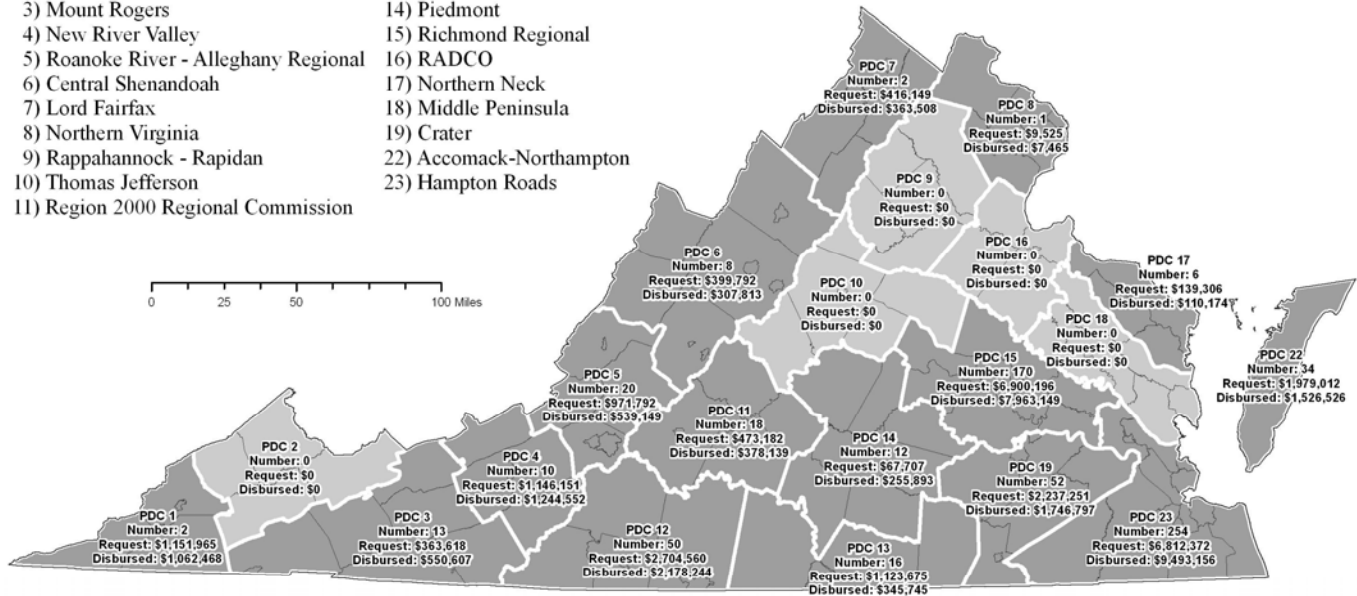 3) Mount Rogers
4) New River Valley
5) Roanoke River - Alleghany Regional
6) Central Shenandoah
7) Lord Fairfax
8) Northern Virginia
9) Rappahannock - Rapidan
10) Thomas Jefferson
11) Region 2000 Regional Commission
14) Piedmont
15) Richmond Regional
16) RADCO
17) Northern Neck
18) Middle Peninsula
19) Crater
22) Accomack-Northampton
23) Hampton Roads
0 25 50 100 Miles
PDC 7
Number: 2
Request: $416,149
Disbursed: $363,508
PDC 8
Number: 1
Request: $9,525
Disbursed: $7,465
PDC 9
Number: 0
Request: $0
Disbursed: $0
PDC 6
Number: 8
Request: $399,792
Disbursed: $307,813
PDC 16
Number: 0
Request: $0
Disbursed: $0
PDC 17
Number: 6
Request: $139,306
Disbursed: $110,174
PDC 10
Number: 0
Request: $0
Disbursed: $0
PDC 18
Number: 0
Request: $0
Disbursed: $0
PDC 22
Number: 34
Request: $1,979,012
Disbursed: $1,526,526
PDC 5
Number: 20
Request: $971,792
Disbursed: $539,149
PDC 15
Number: 170
Request: $6,900,196
Disbursed: $7,963,149
PDC 11
Number: 18
Request: $473,182
Disbursed: $378,139
PDC 14
Number: 12
Request: $67,707
Disbursed: $255,893
PDC 2
Number: 0
Request: $0
Disbursed: $0
PDC 4
Number: 10
Request: $1,146,151
Disbursed: $1,244,552
PDC 19
Number: 52
Request: $2,237,251
Disbursed: $1,746,797
PDC 1
Number: 2
Request: $1,151,965
Disbursed: $1,062,468
PDC 3
Number: 13
Request: $363,618
Disbursed: $550,607
PDC 12
Number: 50
Request: $2,704,560
Disbursed: $2,178,244
PDC 13
Number: 16
Request: $1,123,675
Disbursed: $345,745
PDC 23
Number: 254
Request: $6,812,372
Disbursed: $9,493,156